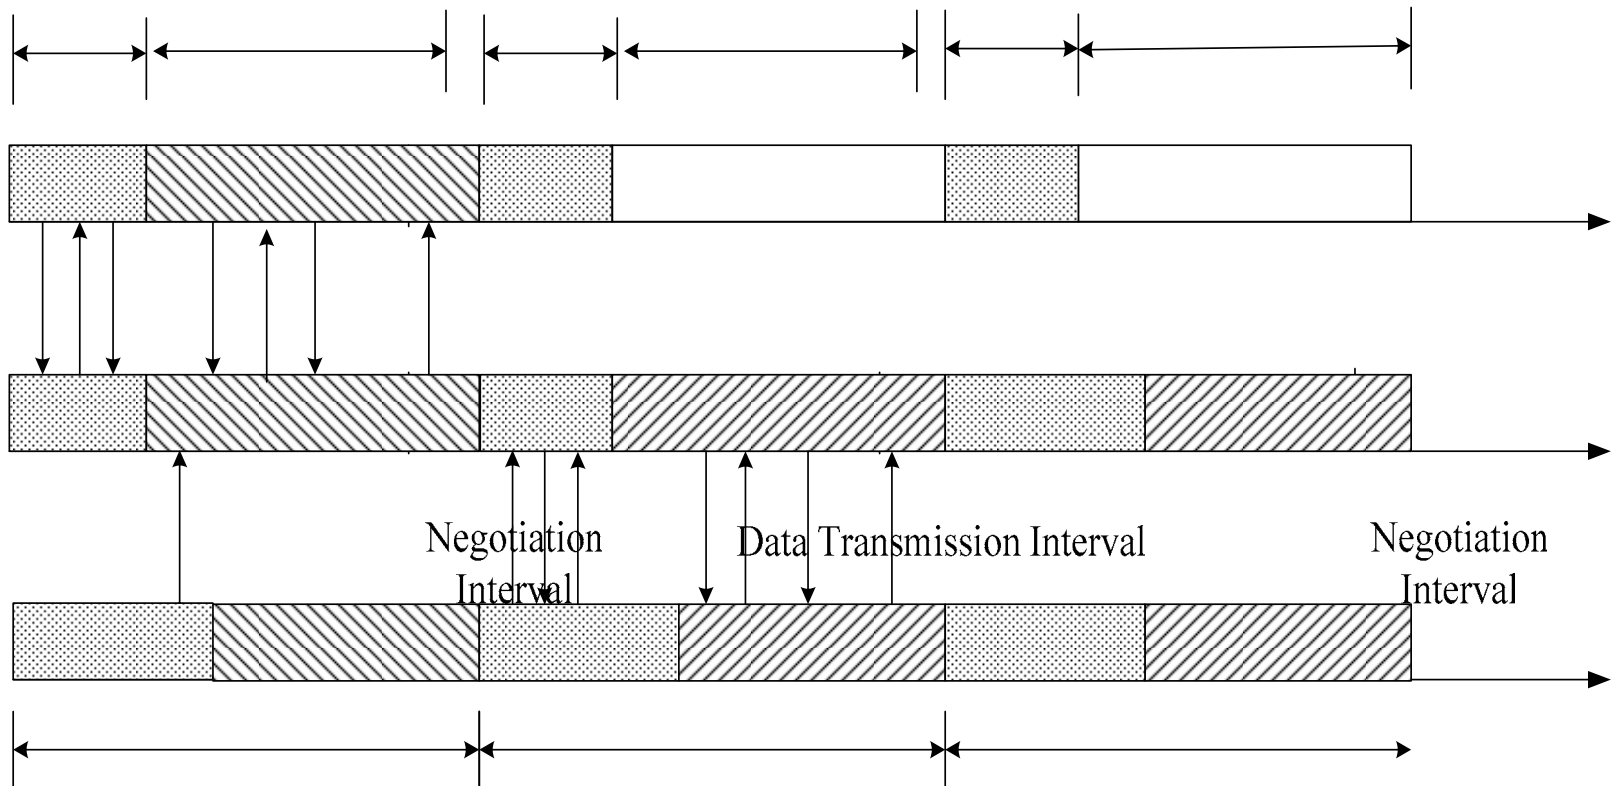 Negotiation
Interval
Data Transmission Interval
Negotiation
Interval